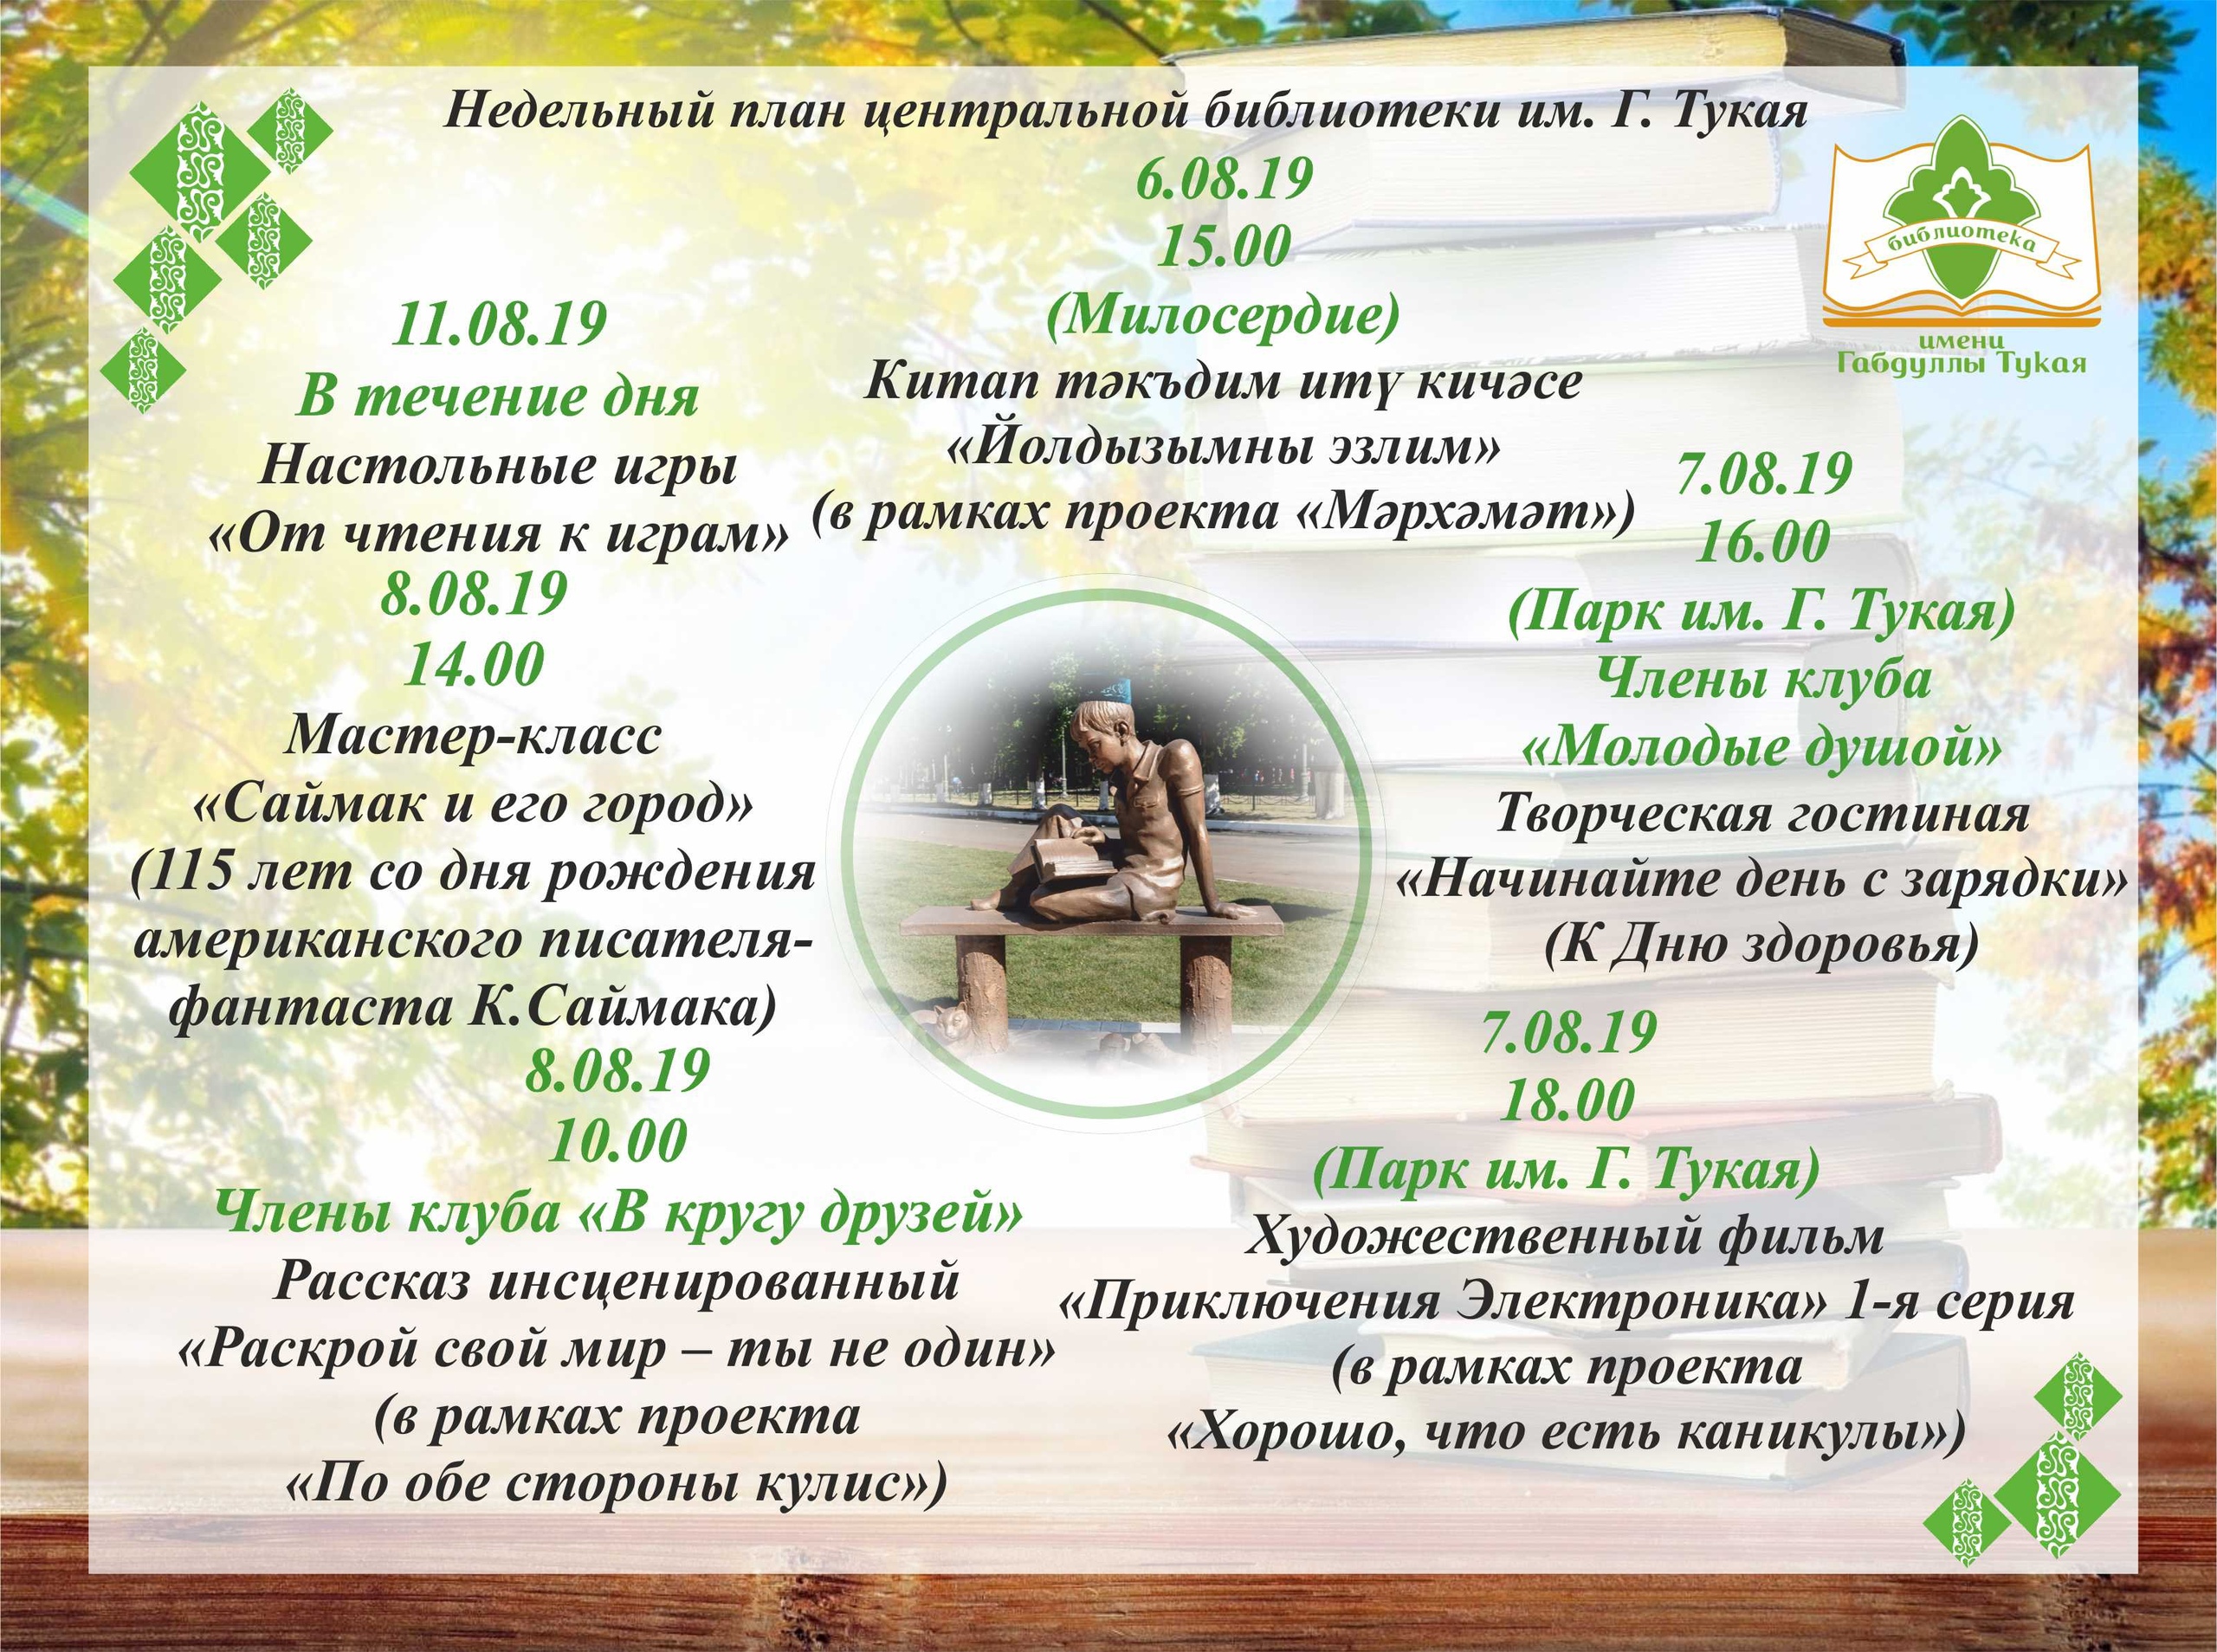 Недельный план центральной библиотеки им. Г. Тукая
6.08.19
15.00
(Милосердие)
Китап тәкъдим итү кичәсе
«Йолдызымны эзлим»
(в рамках проекта «Мәрхәмәт»)
библиотека
имени
Габдуллы Тукая
7.08.19
16.00
(Парк им. Г. Тукая)
Члены клуба
«Молодые душой»
Творческая гостиная
«Начинайте день с зарядки»
(К Дню здоровья)
7.08.19
18.00
(Парк им. Г. Тукая)
Художественный фильм
«Приключения Электроника» 1-я серия
(в рамках проекта
«Хорошо, что есть каникулы»)
11.08.19
В течение дня
Настольные игры
«От чтения к играм»
8.08.19
14.00
Мастер-класс
«Саймак и его город»
(115 лет со дня рождения
американского писателя-
фантаста К.Саймака)
8.08.19
10.00
Члены клуба «В кругу друзей»
Рассказ инсценированный
«Раскрой свой мир – ты не один»
(в рамках проекта
«По обе стороны кулис»)